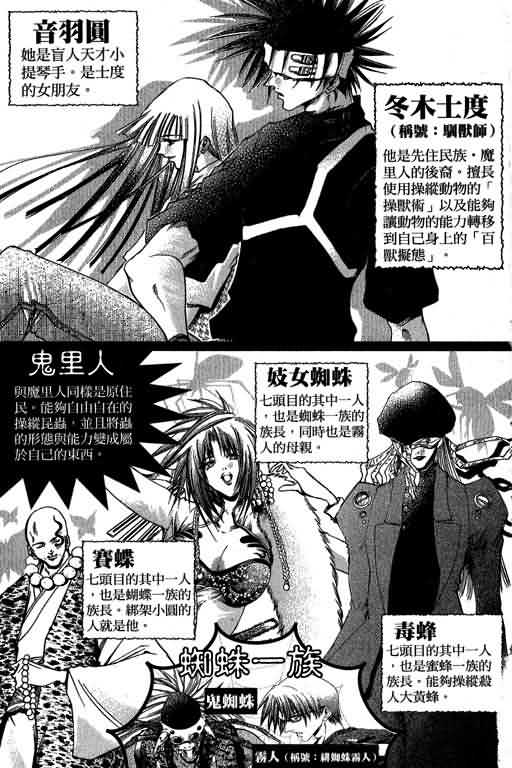 音羽圓
她是盲人天才小
提琴手。是士度
的女朋友。
冬木士度
（稱號：馴獸師）
他是先住民族‧魔
里人的後裔。擅長
使用操縱動物的「
操獸術」以及能夠
讓動物的能力轉移
到自己身上的「百
獸擬態」。
鬼里人
與魔里人同樣是原住
民。能夠自由自在的
操縱昆蟲，並且將蟲
的形態與能力變成屬
於自己的東西。
妓女蜘蛛
七頭目的其中一人
，也是蜘蛛一族的
族長，同時也是霧
人的母親。
賽蝶
七頭目的其中一人
，也是蝴蝶一族的
族長。綁架小圓的
人就是他。
毒蜂
七頭目的其中一人
，也是蜜蜂一族的
族長，能夠操縱殺
人大黃蜂。
蜘蛛一族
鬼蜘蛛
霧人（稱號：緋蜘蛛霧人）